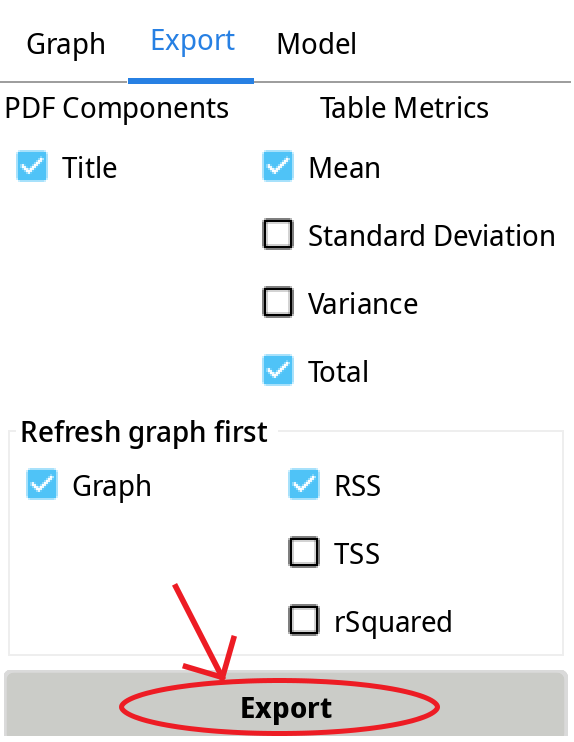 Graph Export Model
PDF Components Table Metrics
Title Mean
Standard Deviation
Variance
Total
Refresh graph first
Graph RSS
TSS
rSquared
Export